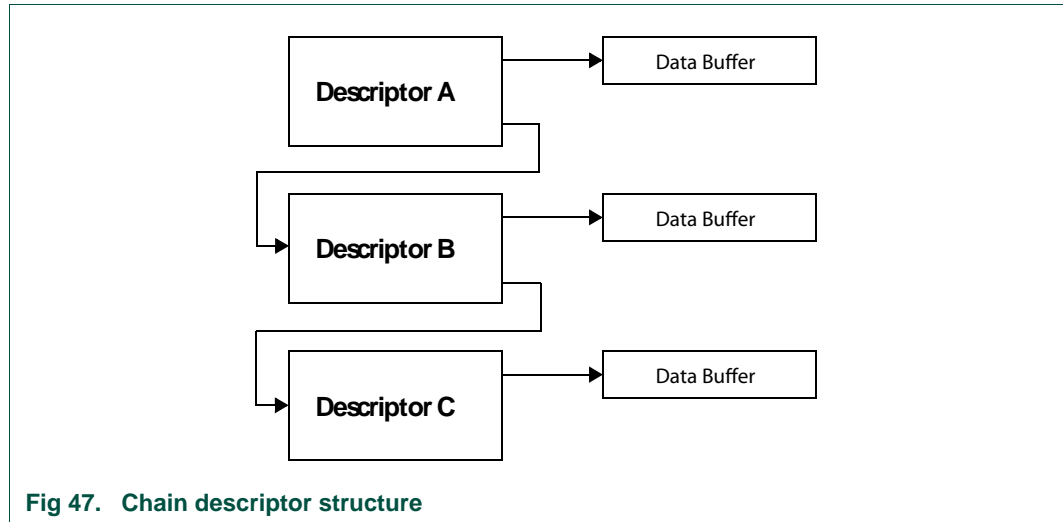 Descriptor A
Data Buffer
Descriptor B
Data Buffer
Descriptor C
Data Buffer
Fig 47. Chain descriptor structure